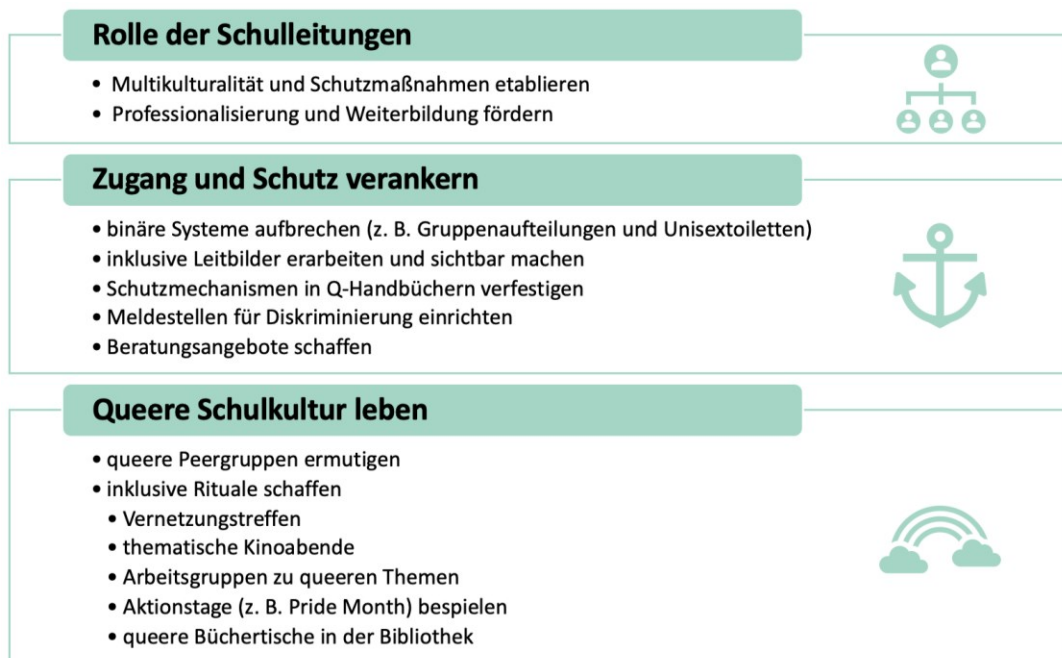 Rolle der Schulleitungen
• Multikulturalität und Schutzmaßnahmen etablieren
• Professionalisierung und Weiterbildung fördern
Zugang und Schutz verankern
• binäre Systeme aufbrechen (z. B. Gruppenaufteilungen und Unisextoiletten)
• inklusive Leitbilder erarbeiten und sichtbar machen
• Schutzmechanismen in Q-Handbüchern verfestigen
• Meldestellen für Diskriminierung einrichten
• Beratungsangebote schaffen
Queere Schulkultur leben
• queere Peergruppen ermutigen
• inklusive Rituale schaffen
• Vernetzungstreffen
• thematische Kinoabende
• Arbeitsgruppen zu queeren Themen
• Aktionstage (z. B. Pride Month) bespielen
• queere Büchertische in der Bibliothek